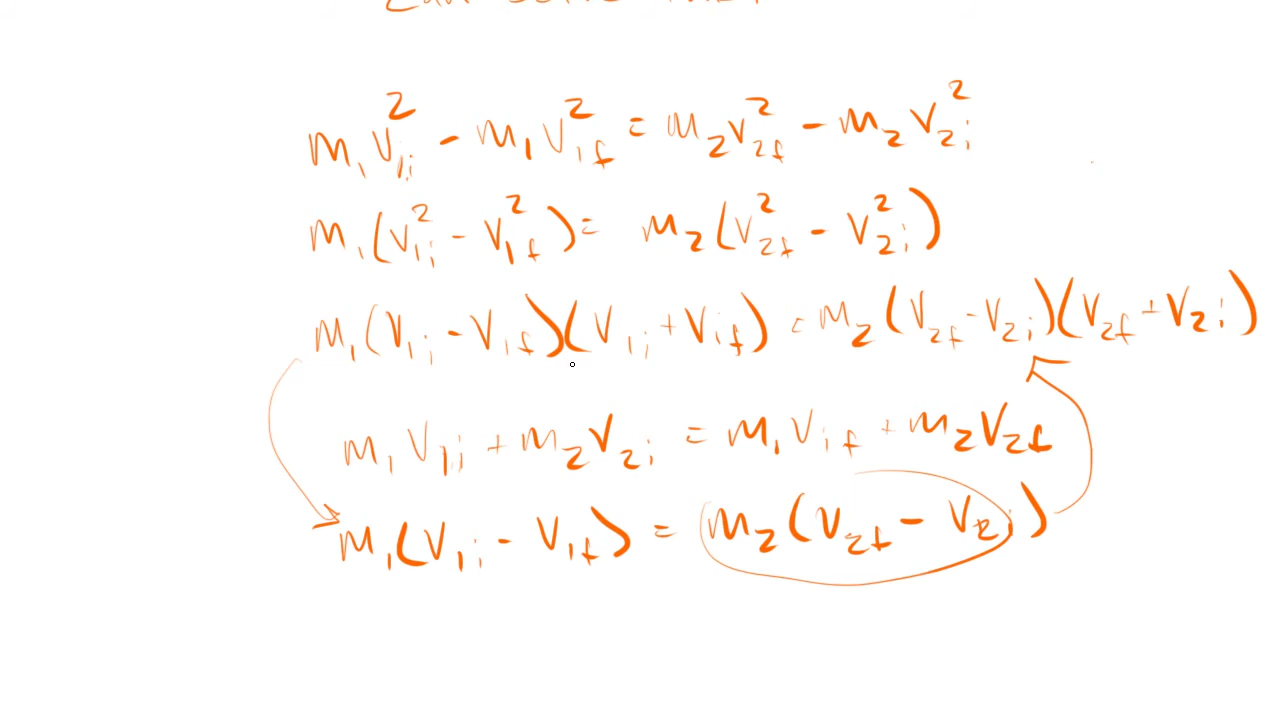 m₁v₁ᵢ² - m₁v₁f² = m₂v₂f² - m₂v₂ᵢ²
m₁(v₁ᵢ² - v₁f²) = m₂(v₂f² - v₂ᵢ²)
m₁(v₁ᵢ - v₁f)(v₁ᵢ + v₁f) = m₂(v₂f - v₂ᵢ)(v₂f + v₂ᵢ)
m₁v₁ᵢ + m₂v₂ᵢ = m₁v₁f + m₂v₂f
m₁(v₁ᵢ - v₁f) = m₂(v₂f - v₂ᵢ)